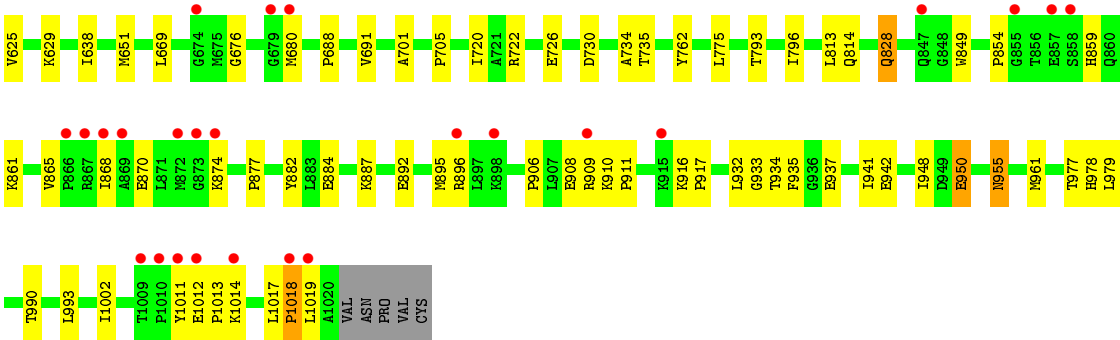 V625 K629 I638 M651 L669 G674 M675 G676 G679 M680 P688 V691 A701 P705 I720 A721 R722 E726 D730 A734 T735 Y762 L775 T793 I796 L813 Q814 Q828 Q847 G848 W849 P854 G855 T856 E857 S858 H859 Q860
K861 V865 P866 R867 I868 A869 E870 L871 M872 G873 K874 P877 Y882 L883 E884 K887 E892 M895 R896 L897 K898 P906 L907 E908 R909 K910 P911 K915 K916 P917 L932 G933 T934 F935 G936 E937 I941 E942 I948 D949 E950 N955 M961 T977 H978 L979
T990 L993 I1002 T1009 P1010 Y1011 E1012 P1013 K1014 L1017 P1018 L1019 A1020 VAL ASN PRO VAL CYS